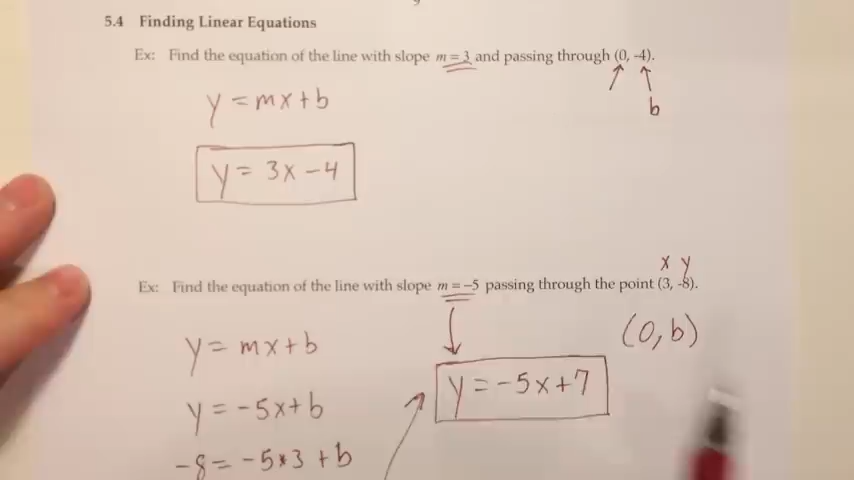 5.4 Finding Linear Equations
Ex: Find the equation of the line with slope m = 3 and passing through (0, -4).
b
y = mx + b
y = 3x - 4
x y
Ex: Find the equation of the line with slope m = -5 passing through the point (3, -8).
(0, b)
y = mx + b
y = -5x + 7
y = -5x + b
-8 = -5*3 + b